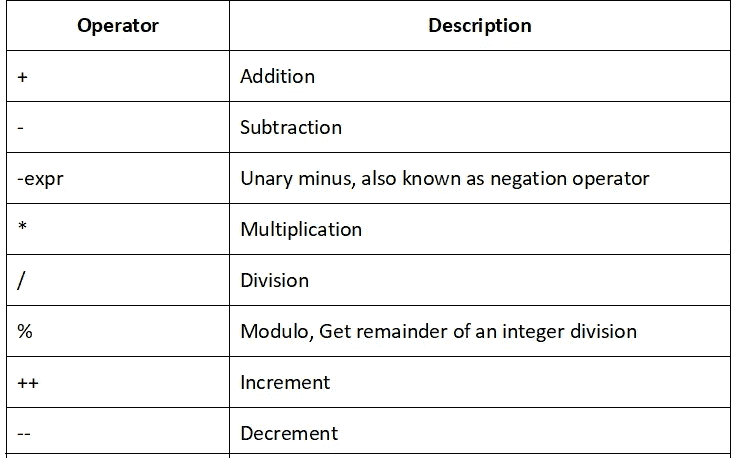 Operator Description
+ Addition
- Subtraction
-expr Unary minus, also known as negation operator
* Multiplication
/ Division
% Modulo, Get remainder of an integer division
++ Increment
-- Decrement